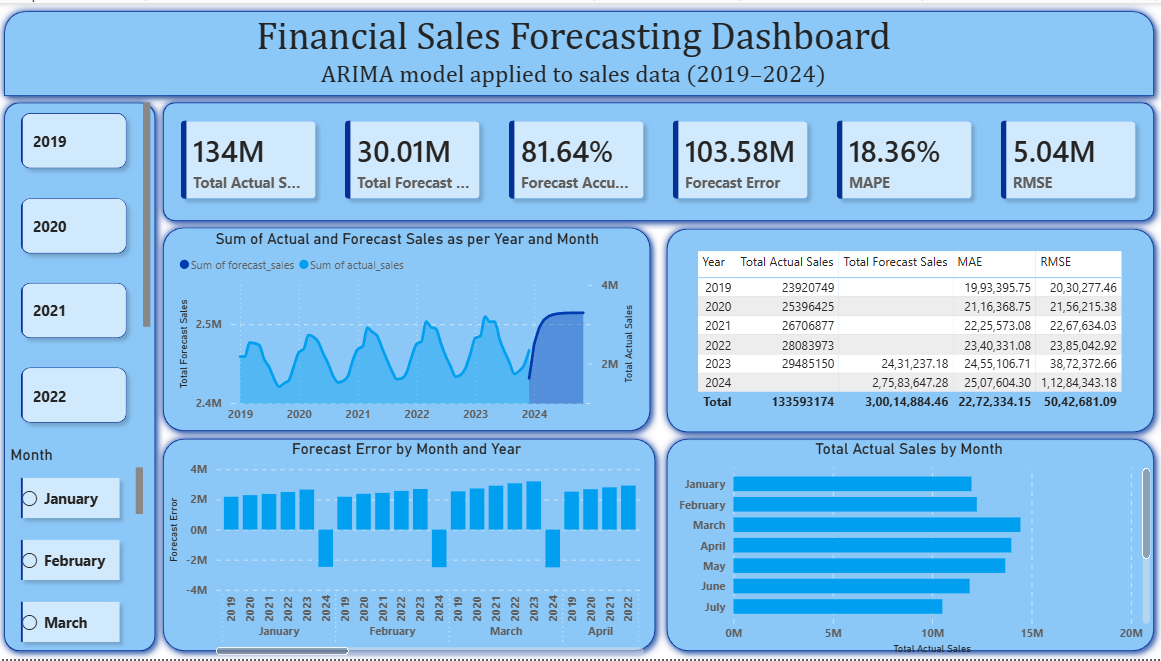 Financial Sales Forecasting Dashboard
ARIMA model applied to sales data (2019–2024)
2019
2020
2021
2022
Month
January
February
March
134M
Total Actual S...
30.01M
Total Forecast ...
81.64%
Forecast Accu...
103.58M
Forecast Error
18.36%
MAPE
5.04M
RMSE
Sum of Actual and Forecast Sales as per Year and Month
Sum of forecast_sales Sum of actual_sales
Total Forecast Sales
2.5M
2.4M
4M
2M
Total Actual Sales
2019 2020 2021 2022 2023 2024
Year Total Actual Sales Total Forecast Sales MAE RMSE
2019 23920749 19,93,395.75 20,30,277.46
2020 25396425 21,16,368.75 21,56,215.38
2021 26706877 22,25,573.08 22,67,634.03
2022 28083973 23,40,331.08 23,85,042.92
2023 29485150 24,31,237.18 24,55,106.71 38,72,372.66
2024 2,75,83,647.28 25,07,604.30 1,12,84,343.18
Total 133593174 3,00,14,884.46 22,72,334.15 50,42,681.09
Forecast Error by Month and Year
Forecast Error
4M
2M
0M
-2M
-4M
2019 2020 2021 2022 2023 2024 2019 2020 2021 2022 2023 2024 2019 2020 2021 2022 2023 2024 2019 2020 2021 2022
January February March April
Total Actual Sales by Month
January
February
March
April
May
June
July
0M 5M 10M 15M 20M
Total Actual Sales